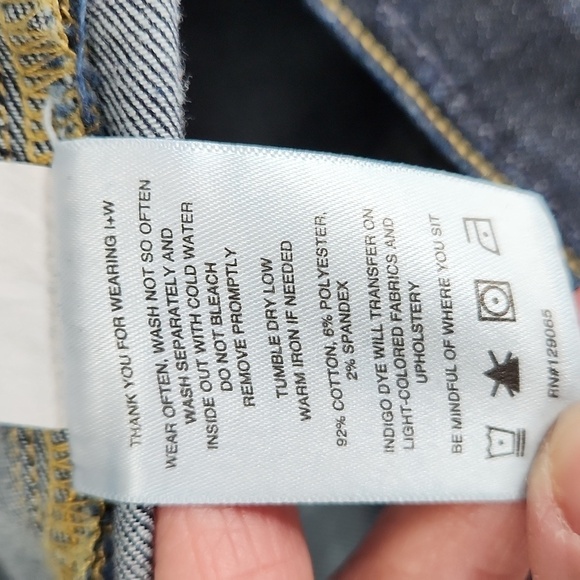 THANK YOU FOR WEARING I+W
WEAR OFTEN, WASH NOT SO OFTEN
WASH SEPARATELY AND
INSIDE OUT WITH COLD WATER
DO NOT BLEACH
REMOVE PROMPTLY
TUMBLE DRY LOW
WARM IRON IF NEEDED
92% COTTON, 6% POLYESTER,
2% SPANDEX
INDIGO DYE WILL TRANSFER ON
LIGHT-COLORED FABRICS AND
UPHOLSTERY
BE MINDFUL OF WHERE YOU SIT
RN#129065